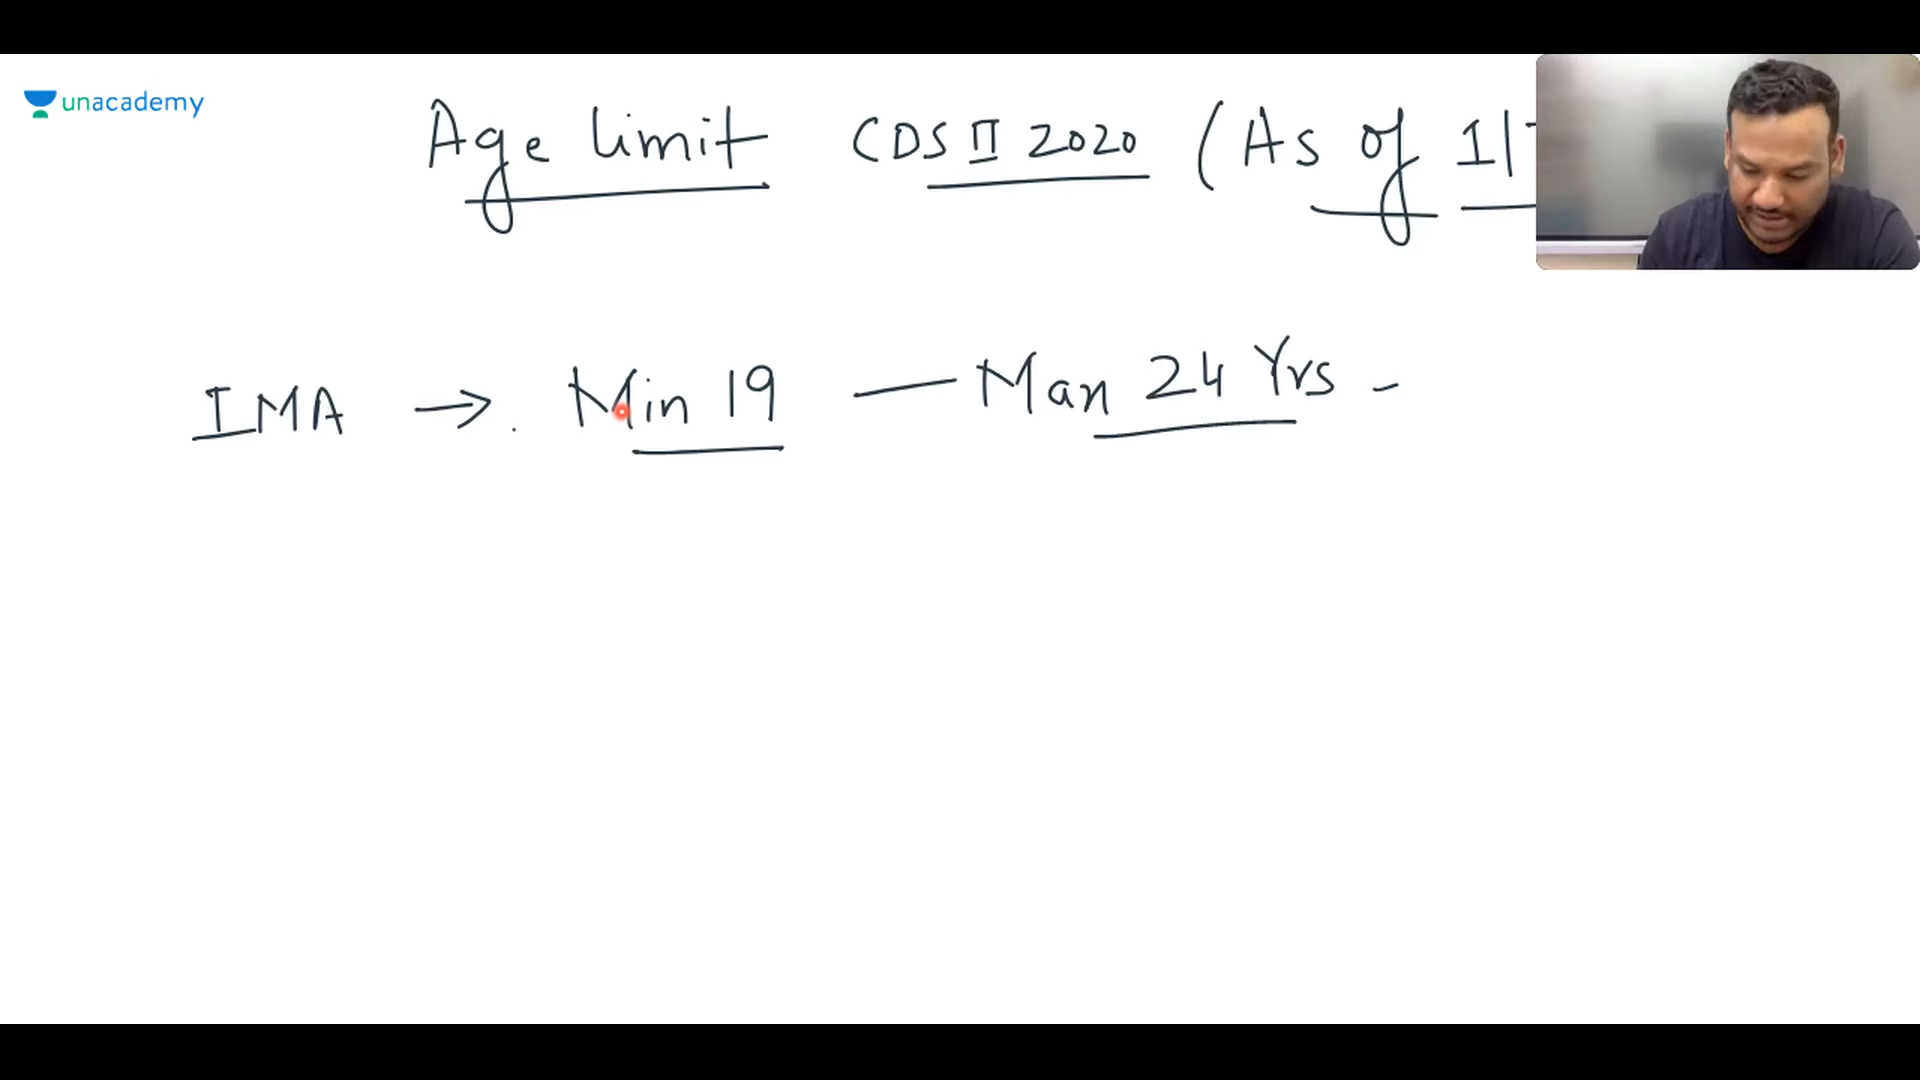 unacademy
Age limit CDS II 2020 (As of 1/
IMA → Min 19 — Max 24 Yrs -